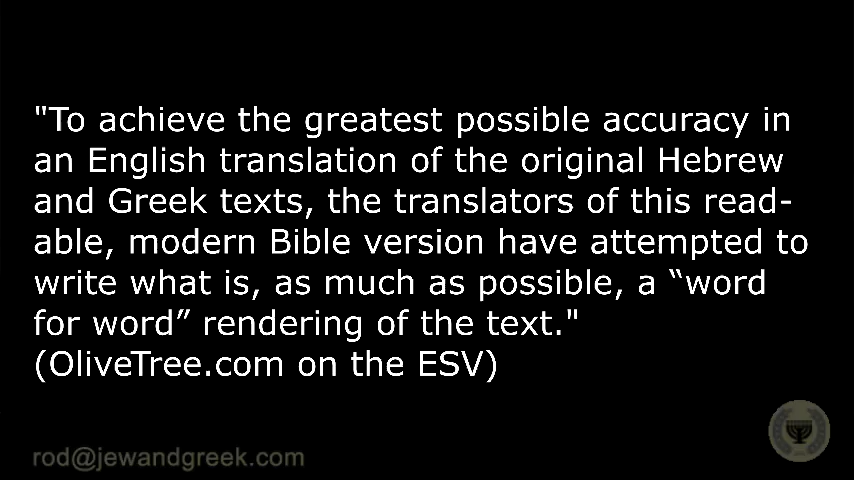 "To achieve the greatest possible accuracy in
an English translation of the original Hebrew
and Greek texts, the translators of this read-
able, modern Bible version have attempted to
write what is, as much as possible, a “word
for word” rendering of the text."
(OliveTree.com on the ESV)
rod@jewandgreek.com